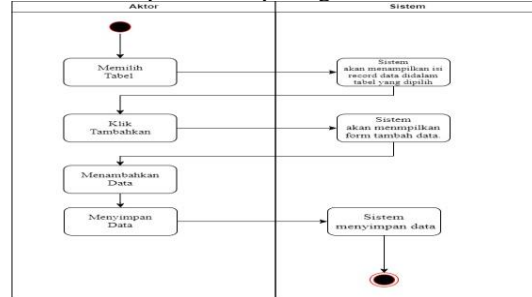 Aktor
Sistem
Memilih
Tabel
Sistem
akan menampilkan isi
record data didalam
tabel yang dipilih
Klik
Tambahkan
Sistem
akan menmpilkan
form tambah data.
Menambahkan
Data
Menyimpan
Data
Sistem
menyimpan data